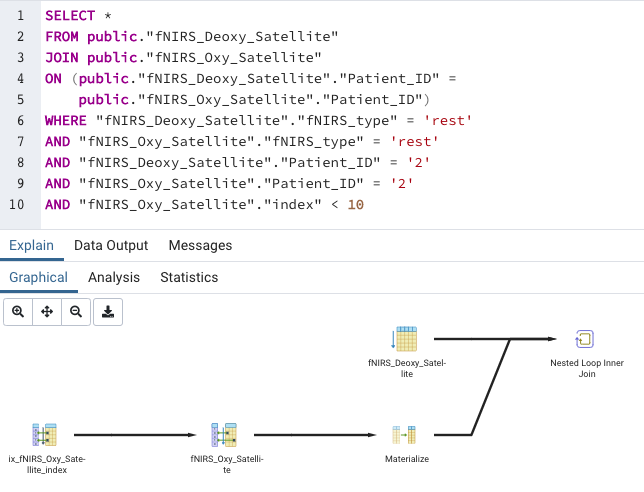 1 SELECT *
2 FROM public."fNIRS_Deoxy_Satellite"
3 JOIN public."fNIRS_Oxy_Satellite"
4 ON (public."fNIRS_Deoxy_Satellite"."Patient_ID" =
5 public."fNIRS_Oxy_Satellite"."Patient_ID")
6 WHERE "fNIRS_Deoxy_Satellite"."fNIRS_type" = 'rest'
7 AND "fNIRS_Oxy_Satellite"."fNIRS_type" = 'rest'
8 AND "fNIRS_Deoxy_Satellite"."Patient_ID" = '2'
9 AND "fNIRS_Oxy_Satellite"."Patient_ID" = '2'
10 AND "fNIRS_Oxy_Satellite"."index" < 10
Explain Data Output Messages
Graphical Analysis Statistics
fNIRS_Deoxy_Satel-
lite
Nested Loop Inner
Join
ix_fNIRS_Oxy_Sate-
llite_index
fNIRS_Oxy_Satelli-
te
Materialize